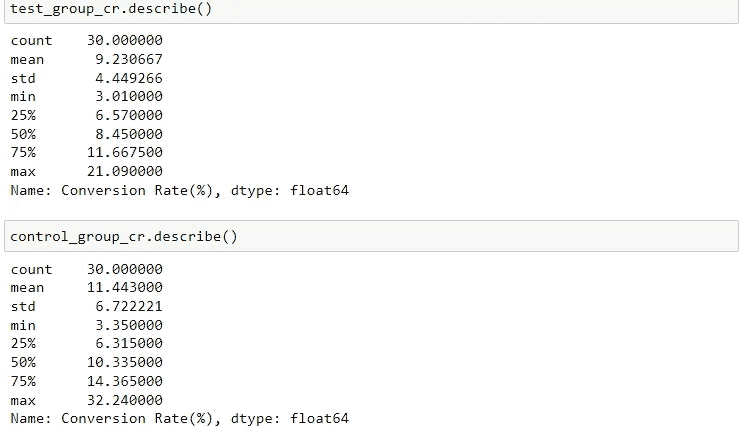 test_group_cr.describe()
count    30.000000
mean      9.230667
std       4.449266
min       3.010000
25%       6.570000
50%       8.450000
75%      11.667500
max      21.090000
Name: Conversion Rate(%), dtype: float64
control_group_cr.describe()
count    30.000000
mean     11.443000
std       6.722221
min       3.350000
25%       6.315000
50%      10.335000
75%      14.365000
max      32.240000
Name: Conversion Rate(%), dtype: float64